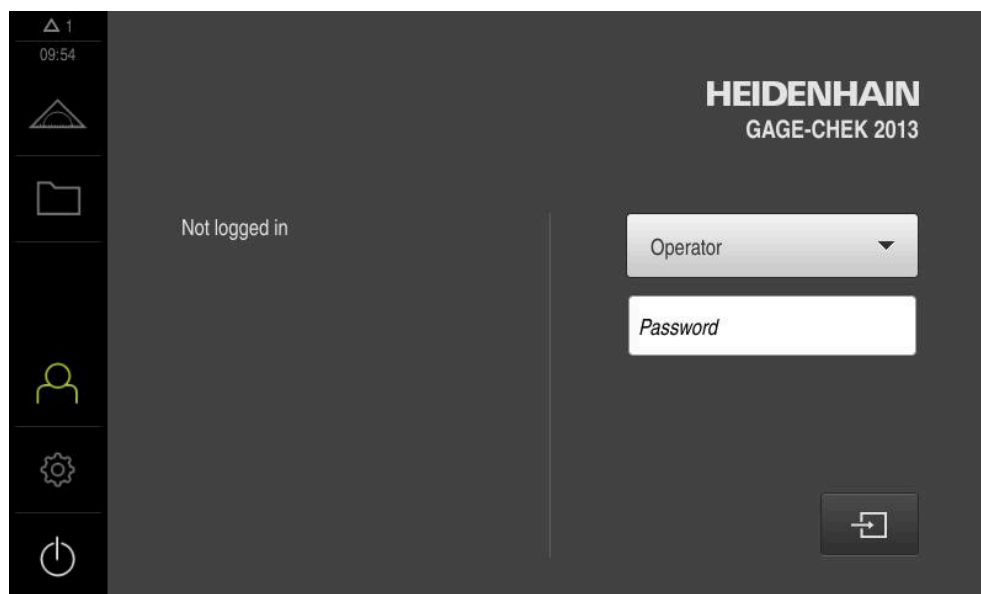 1
09:54
HEIDENHAIN
GAGE-CHEK 2013
Not logged in
Operator
Password